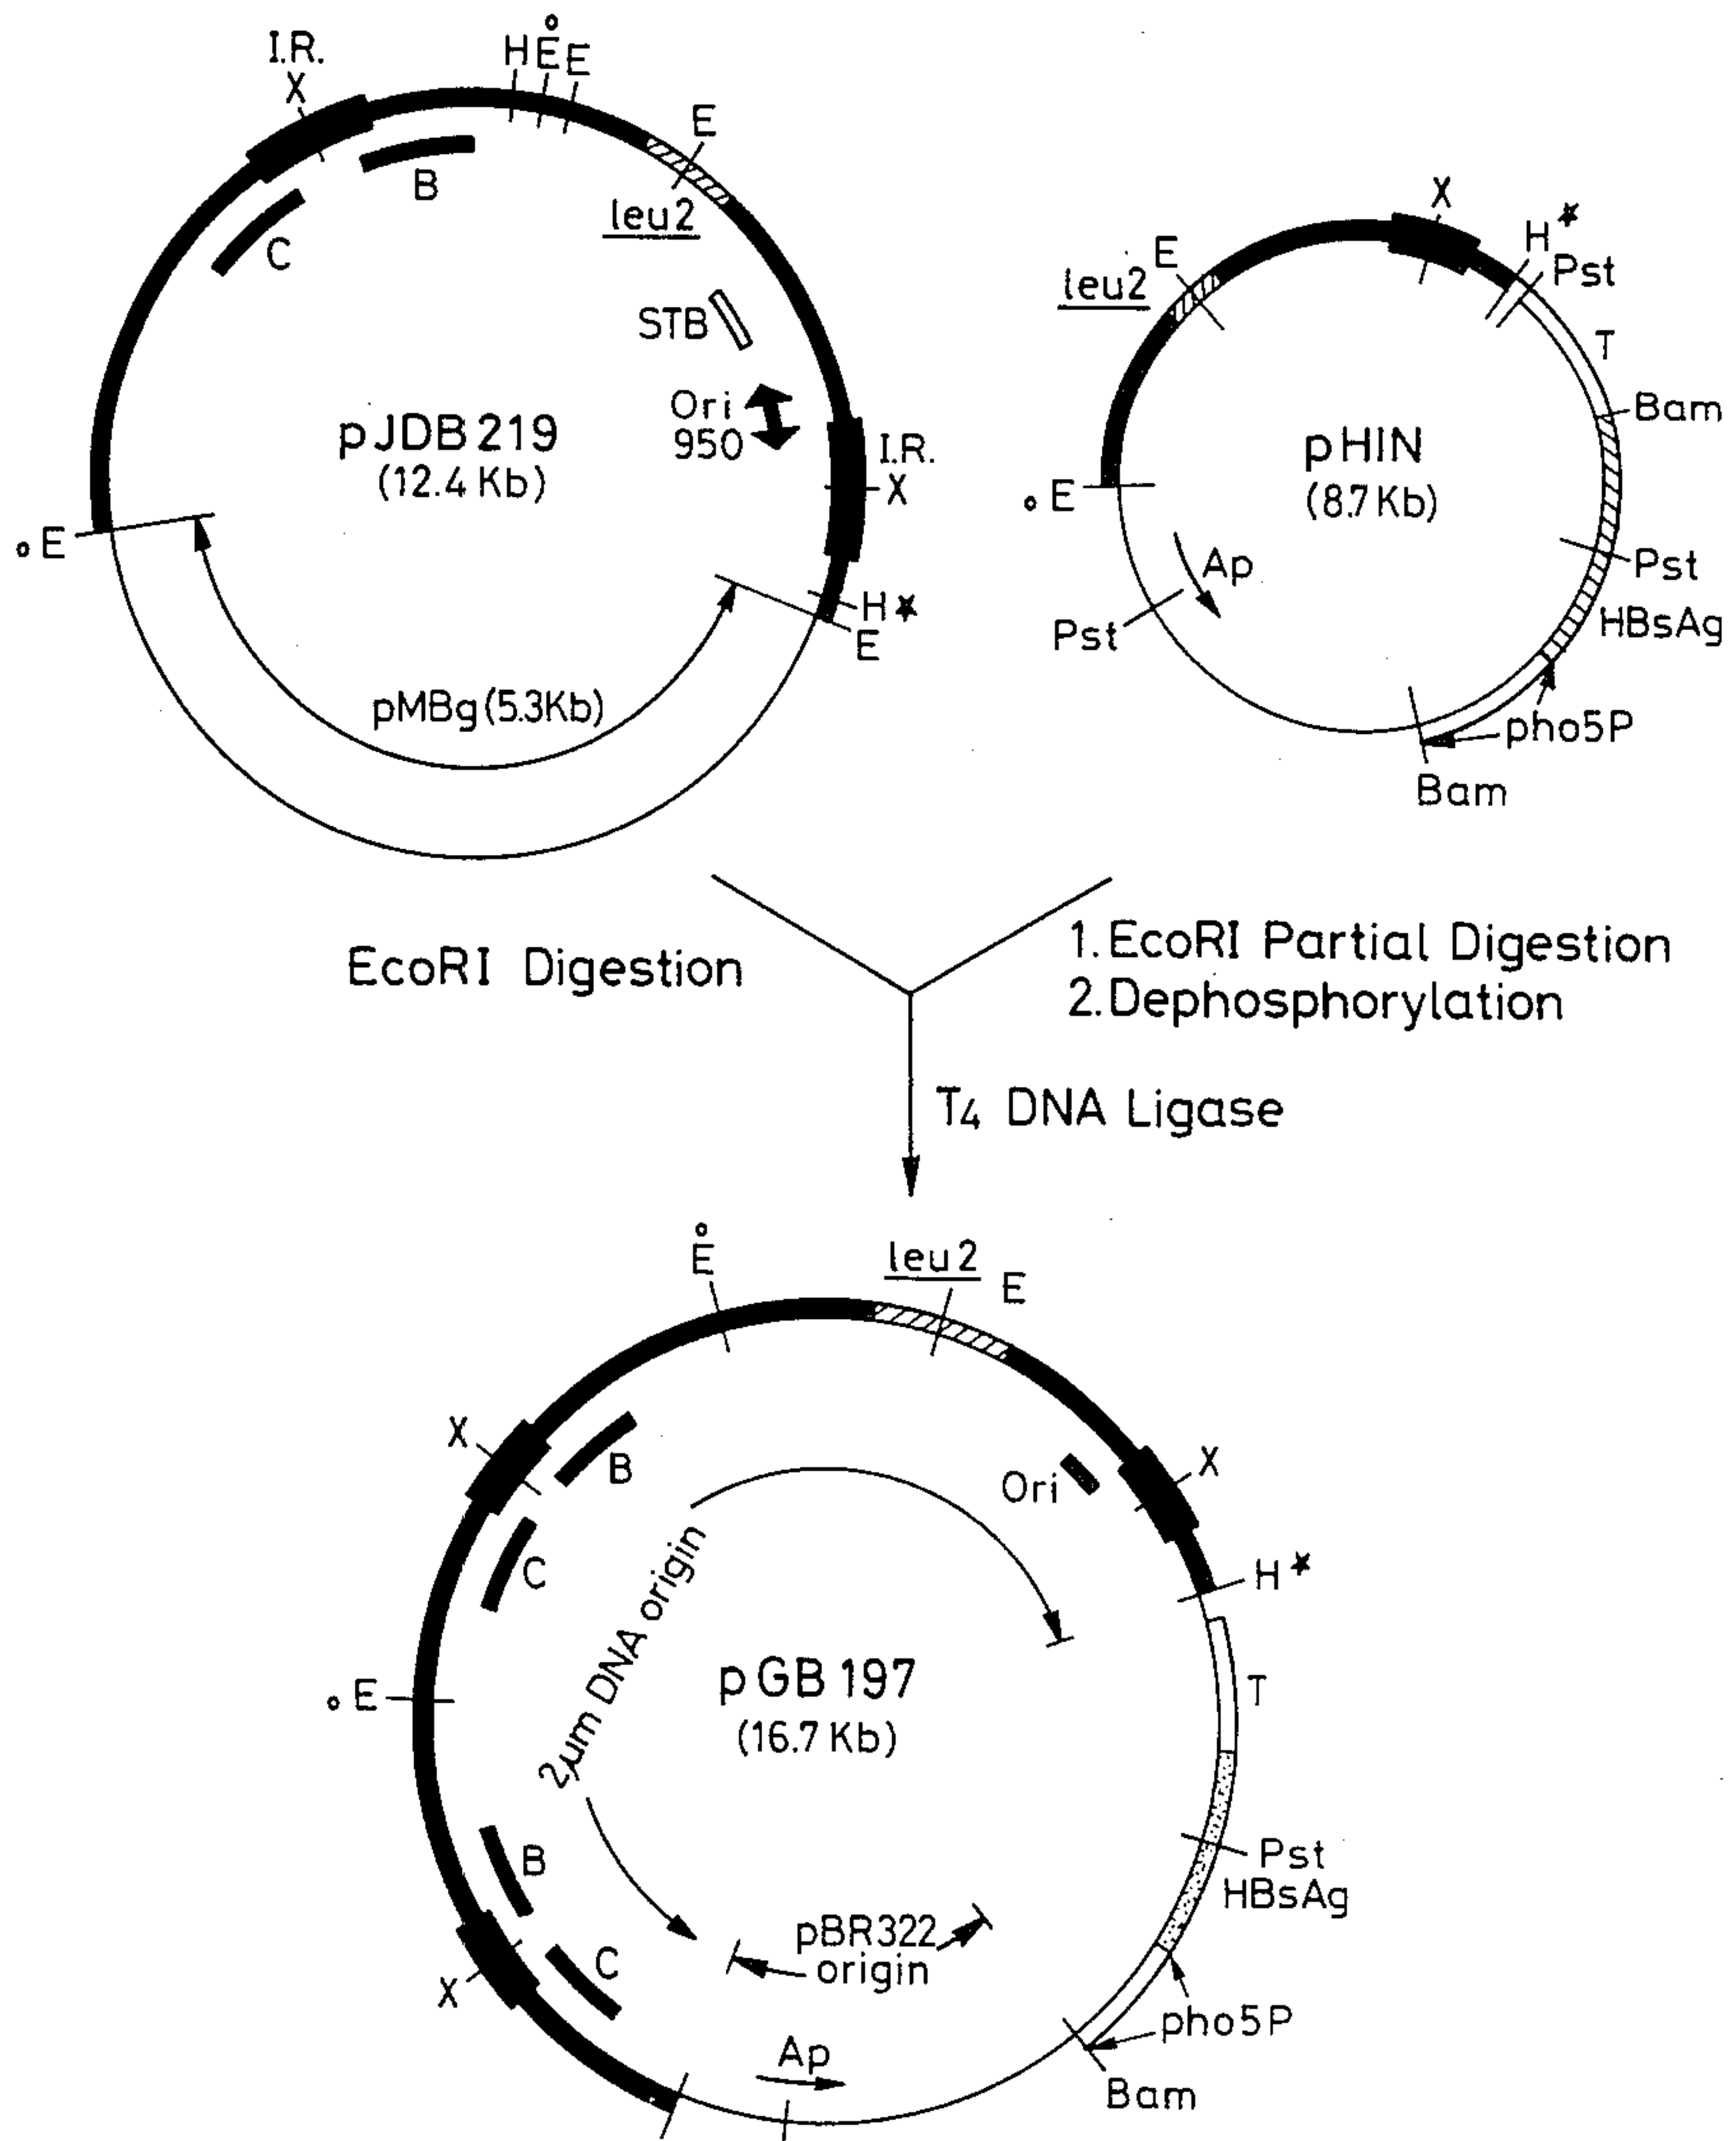 I.R.
X
H E° E
E
B
C
leu2
STB
Ori
950
pJDB 219
(12.4 Kb)
I.R.
X
°E
H★
E
pMBg (5.3Kb)
X
H★
Pst
E
leu2
T
Bam
pHIN
(8.7 Kb)
°E
Ap
Pst
Pst
HBsAg
pho5P
Bam
EcoRI Digestion
1.EcoRI Partial Digestion
2.Dephosphorylation
T4 DNA Ligase
E°
leu2
E
X
B
Ori
X
C
H★
2µm DNA origin
pGB 197
(16.7 Kb)
T
°E
B
Pst
HBsAg
C
X
pBR322
origin
pho5P
Ap
Bam